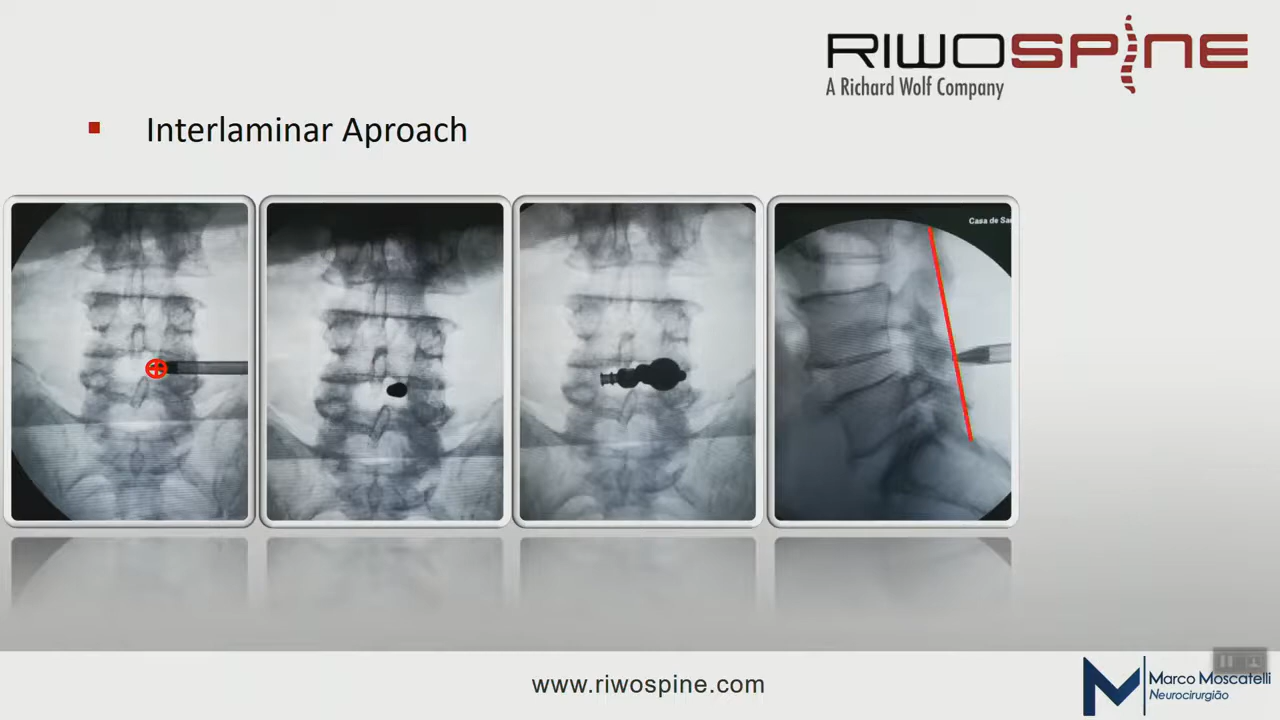 RIWOSPINE
A Richard Wolf Company
Interlaminar Aproach
Casa de Sa
www.riwospine.com
Marco Moscatelli
Neurocirurgião